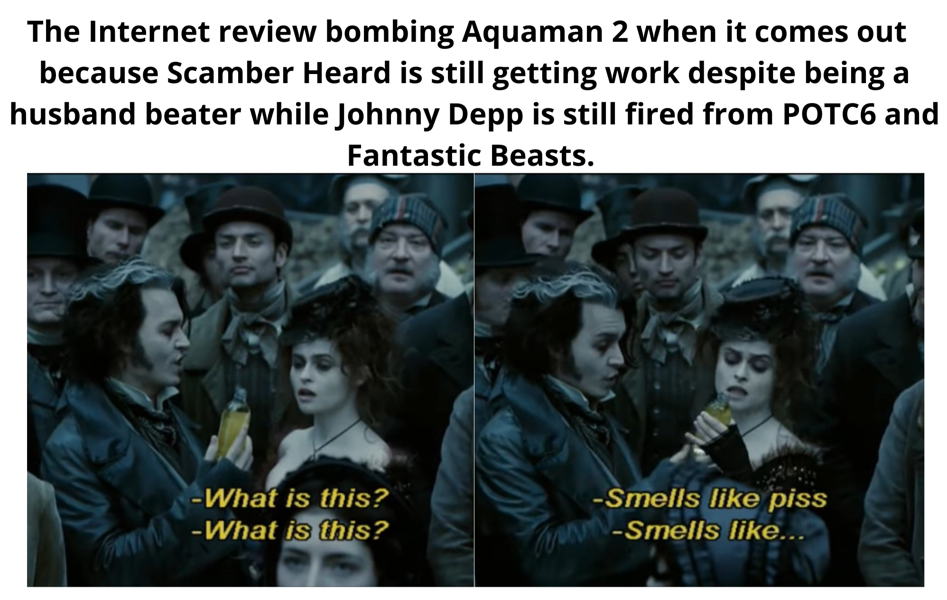 The Internet review bombing Aquaman 2 when it comes out
because Scamber Heard is still getting work despite being a
husband beater while Johnny Depp is still fired from POTC6 and
Fantastic Beasts.
-What is this?
-What is this?
-Smells like piss
-Smells like...